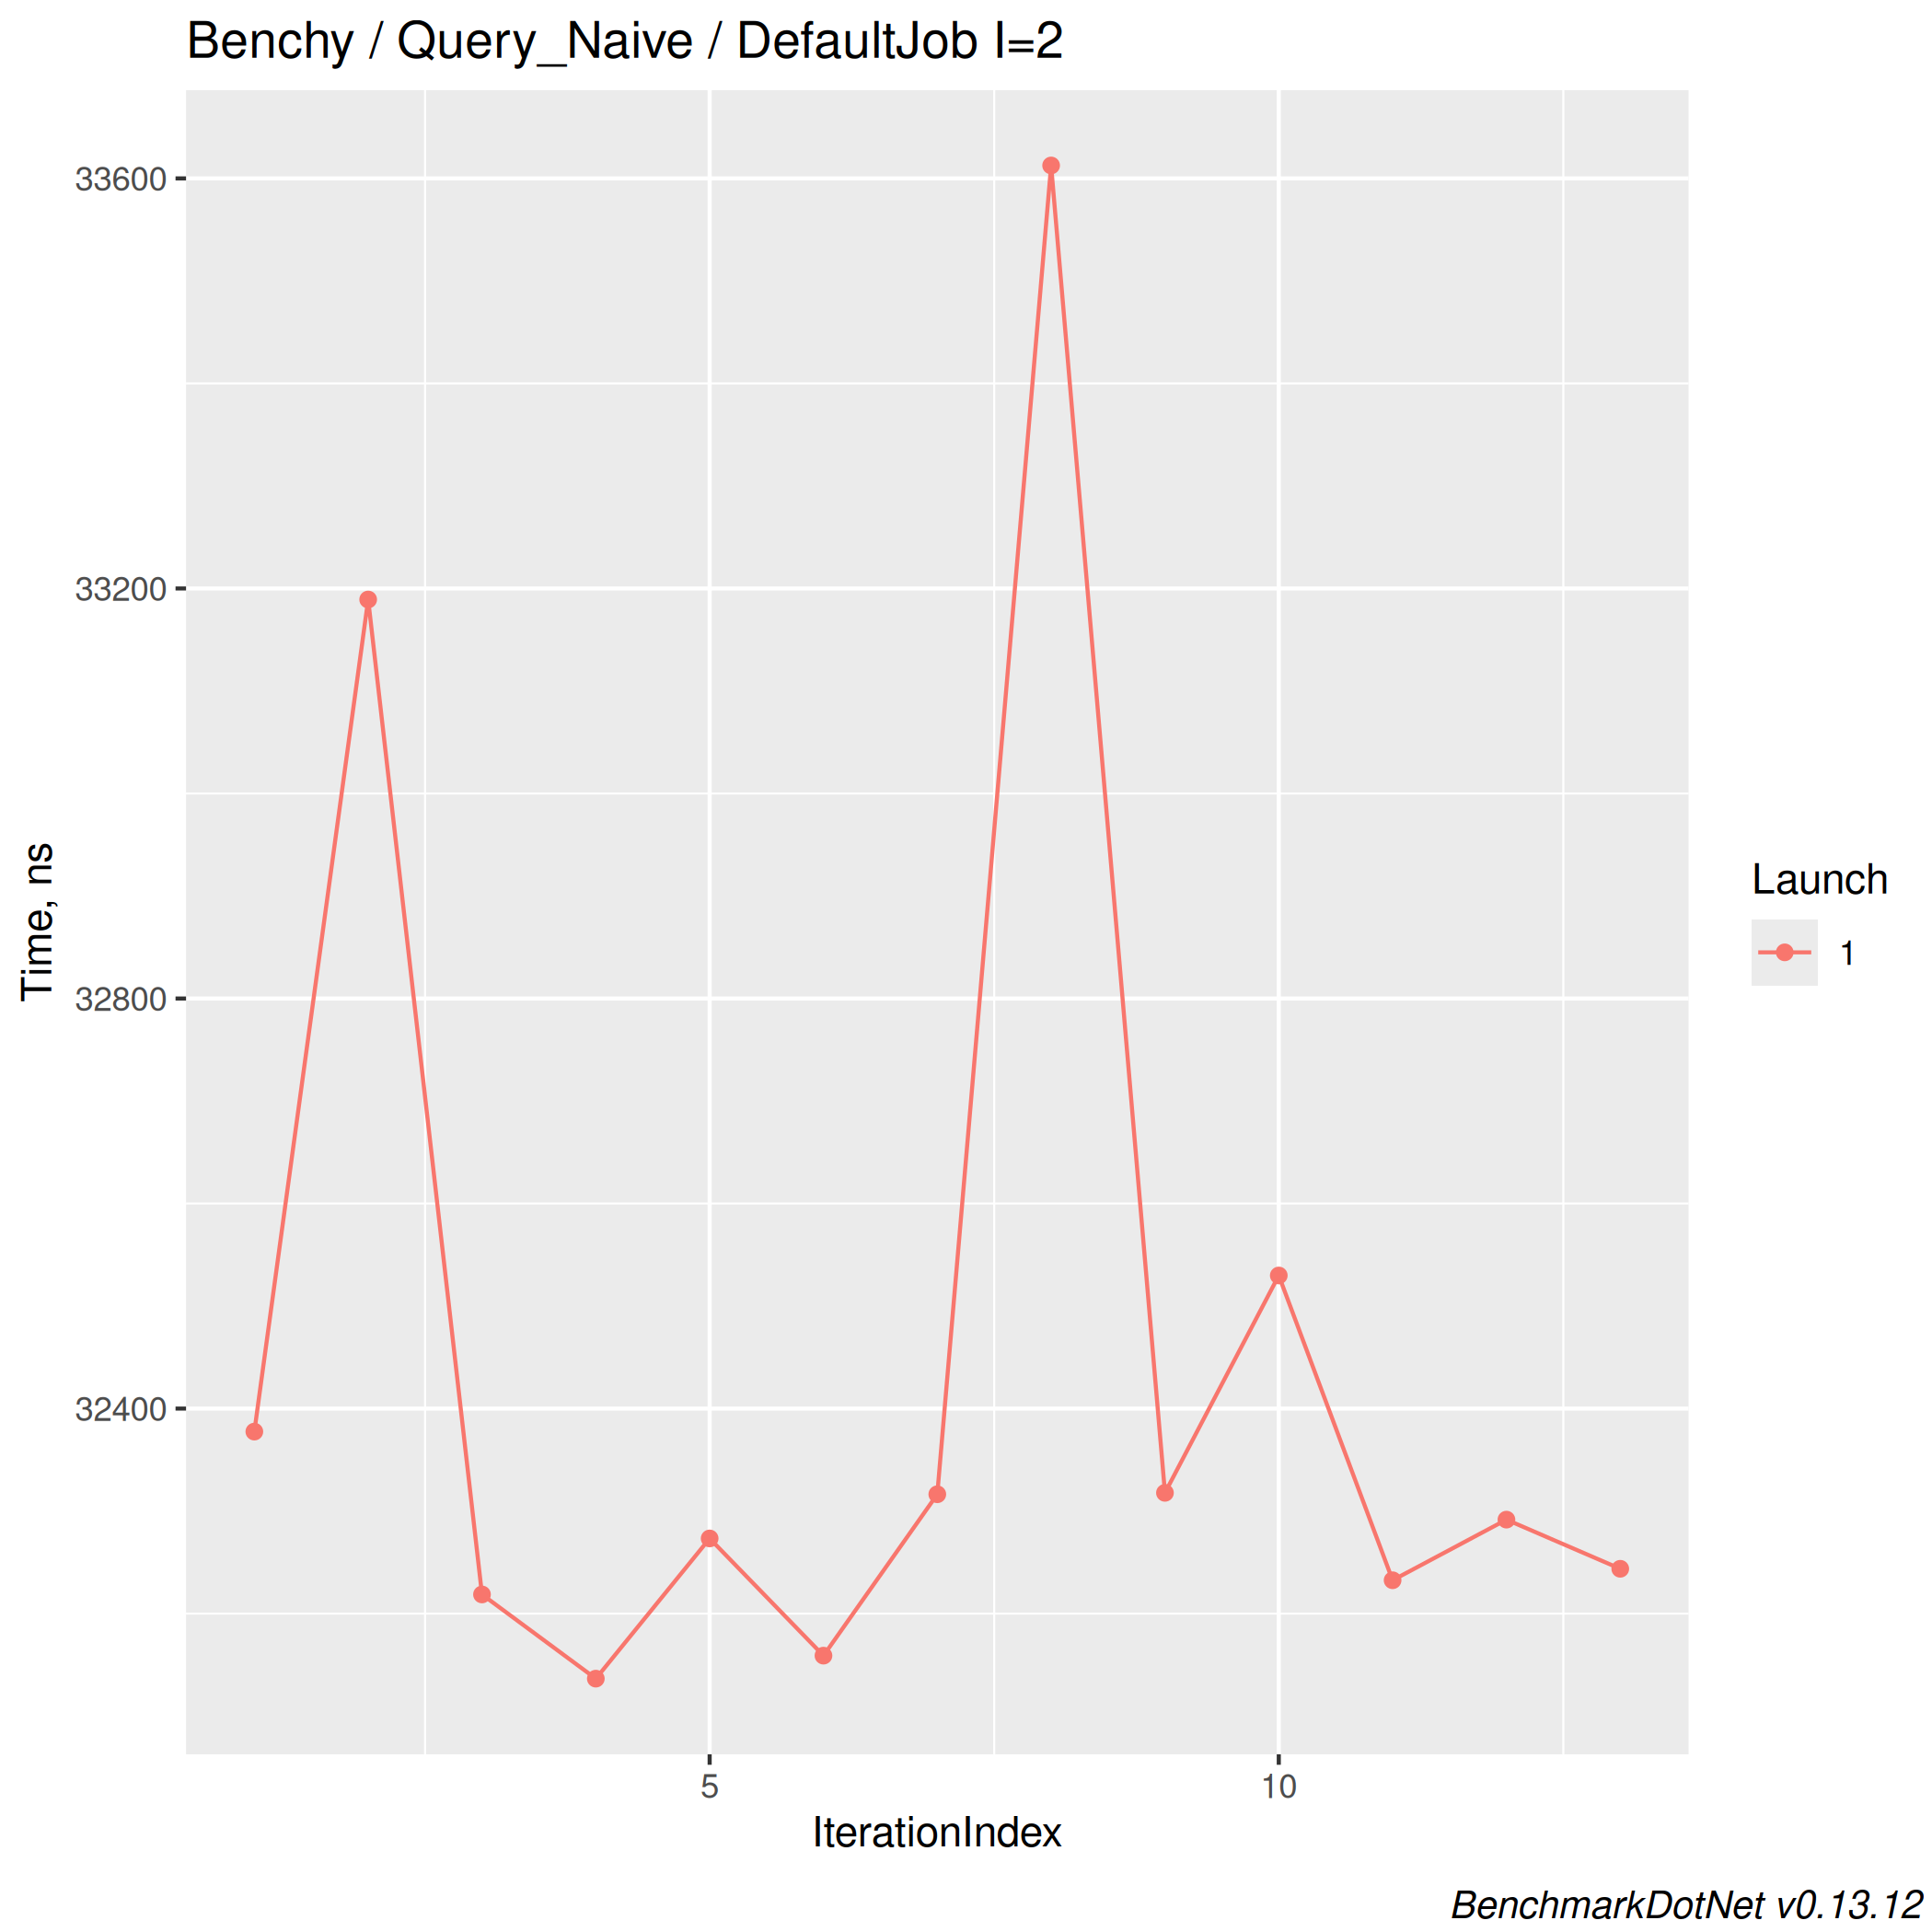 Benchy / Query_Naive / DefaultJob I=2
33600
33200
32800
32400
Time, ns
5
10
IterationIndex
Launch
1
BenchmarkDotNet v0.13.12